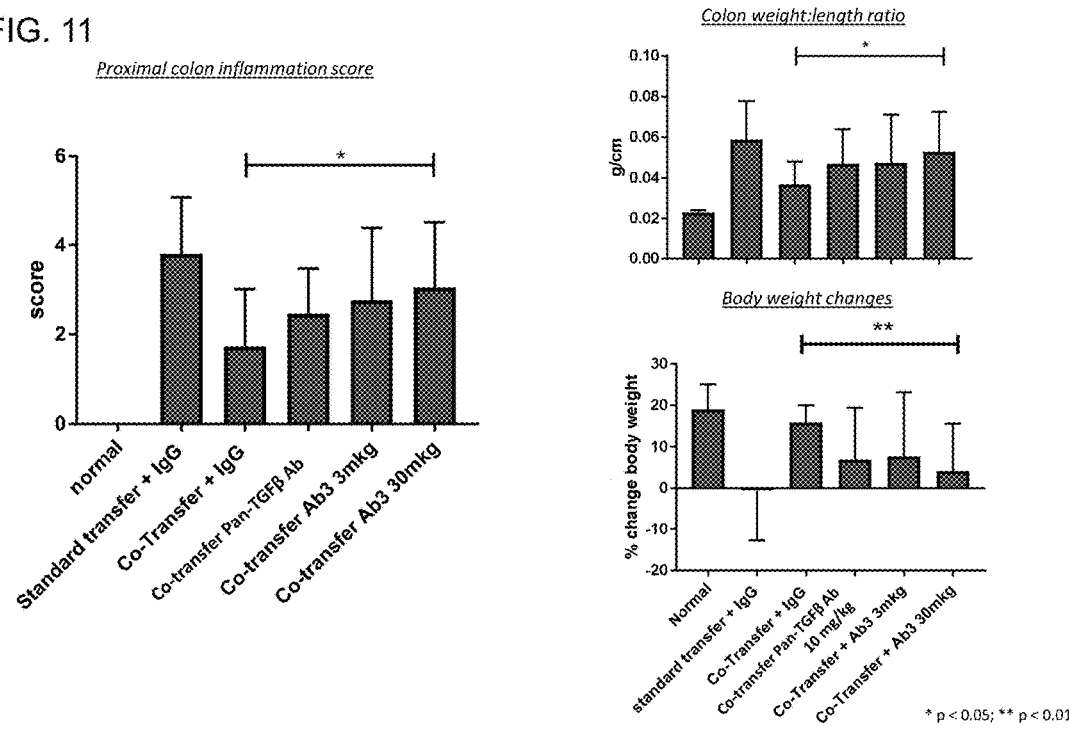 FIG. 11
Proximal colon inflammation score
*
6
4
2
0
score
normal
Standard transfer + IgG
Co-Transfer + IgG
Co-transfer Pan-TGFβ Ab
Co-transfer Ab3 3mkg
Co-transfer Ab3 30mkg
Colon weight:length ratio
*
0.10
0.08
0.06
0.04
0.02
0.00
g/cm
Body weight changes
**
30
20
10
0
-10
-20
% change body weight
Normal
standard transfer + IgG
Co-Transfer + IgG
Co-transfer Pan-TGFβ Ab
10 mg/kg
Co-Transfer + Ab3 3mkg
Co-Transfer + Ab3 30mkg
* p < 0.05; ** p < 0.01